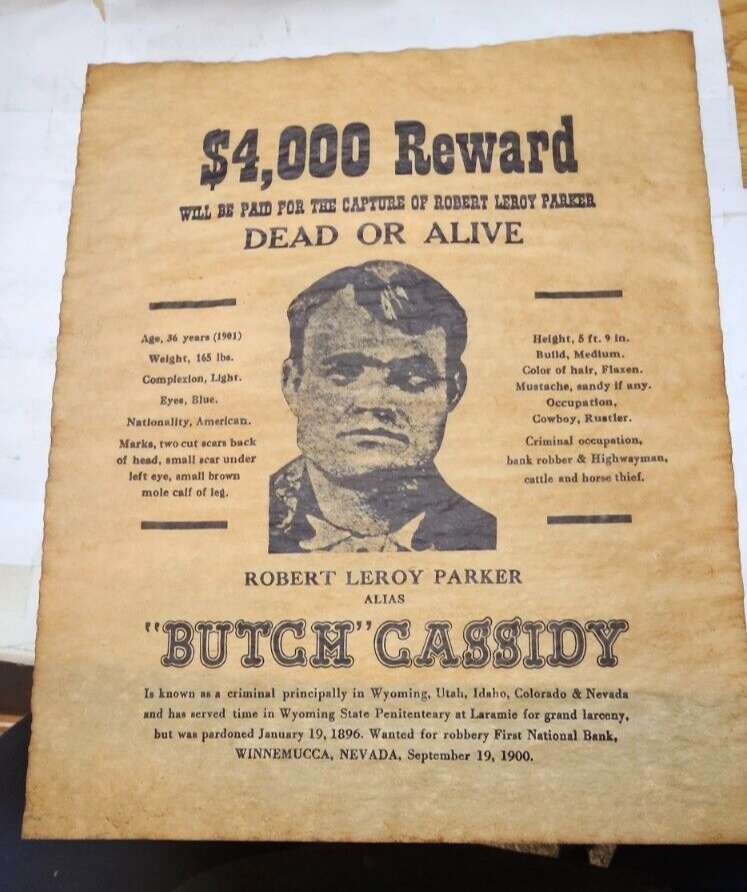 $4,000 Reward
WILL BE PAID FOR THE CAPTURE OF ROBERT LEROY PARKER
DEAD OR ALIVE
Age, 36 years (1901)
Weight, 165 lbs.
Complexion, Light.
Eyes, Blue.
Nationality, American.
Marks, two cut scars back
of head, small scar under
left eye, small brown
mole calf of leg.
Height, 5 ft. 9 in.
Build, Medium.
Color of hair, Flaxen.
Mustache, sandy if any.
Occupation,
Cowboy, Rustler.
Criminal occupation,
bank robber & Highwayman,
cattle and horse thief.
ROBERT LEROY PARKER
ALIAS
"BUTCH" CASSIDY
Is known as a criminal principally in Wyoming, Utah, Idaho, Colorado & Nevada
and has served time in Wyoming State Penitenteary at Laramie for grand larceny,
but was pardoned January 19, 1896. Wanted for robbery First National Bank,
WINNEMUCCA, NEVADA, September 19, 1900.